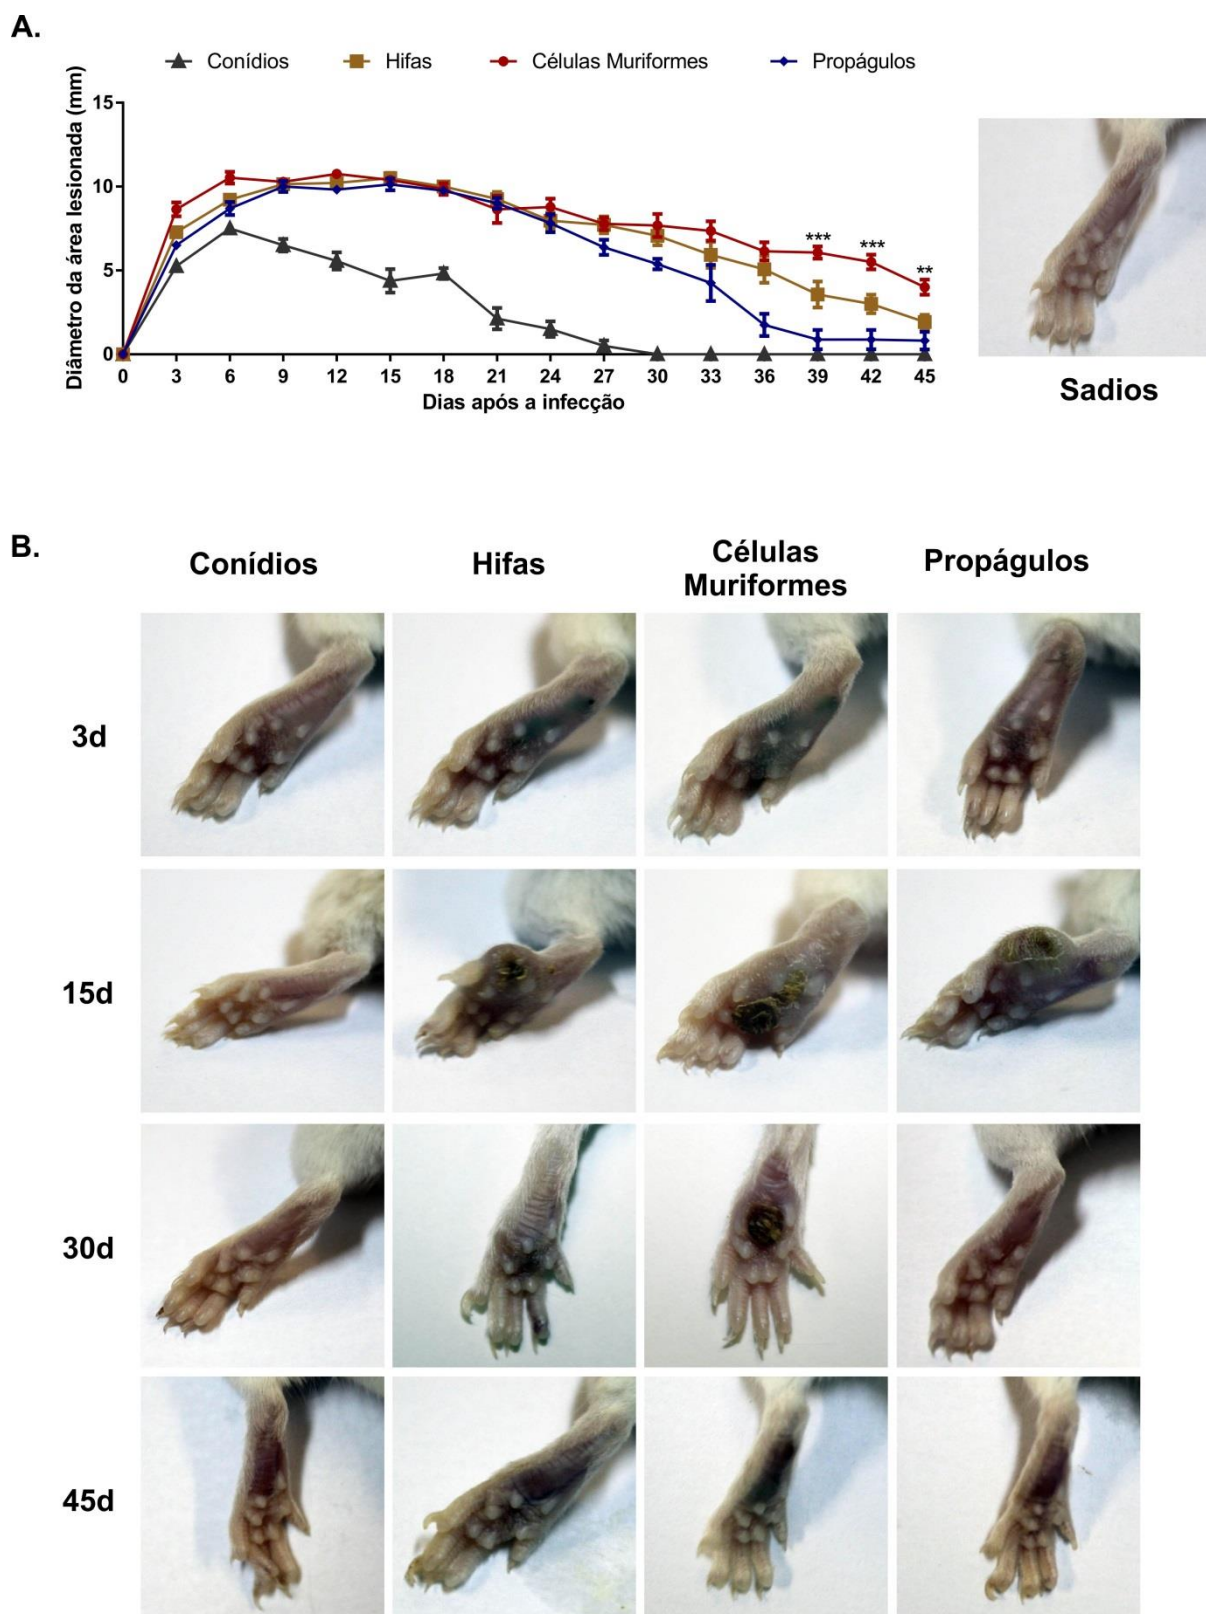 A.
Conídios Hifas Células Muriformes Propágulos
Diâmetro da área lesionada (mm)
15
10
5
0
*** *** **
0 3 6 9 12 15 18 21 24 27 30 33 36 39 42 45
Dias após a infecção
Sadios
B.
Conídios Hifas Células Muriformes Propágulos
3d
15d
30d
45d